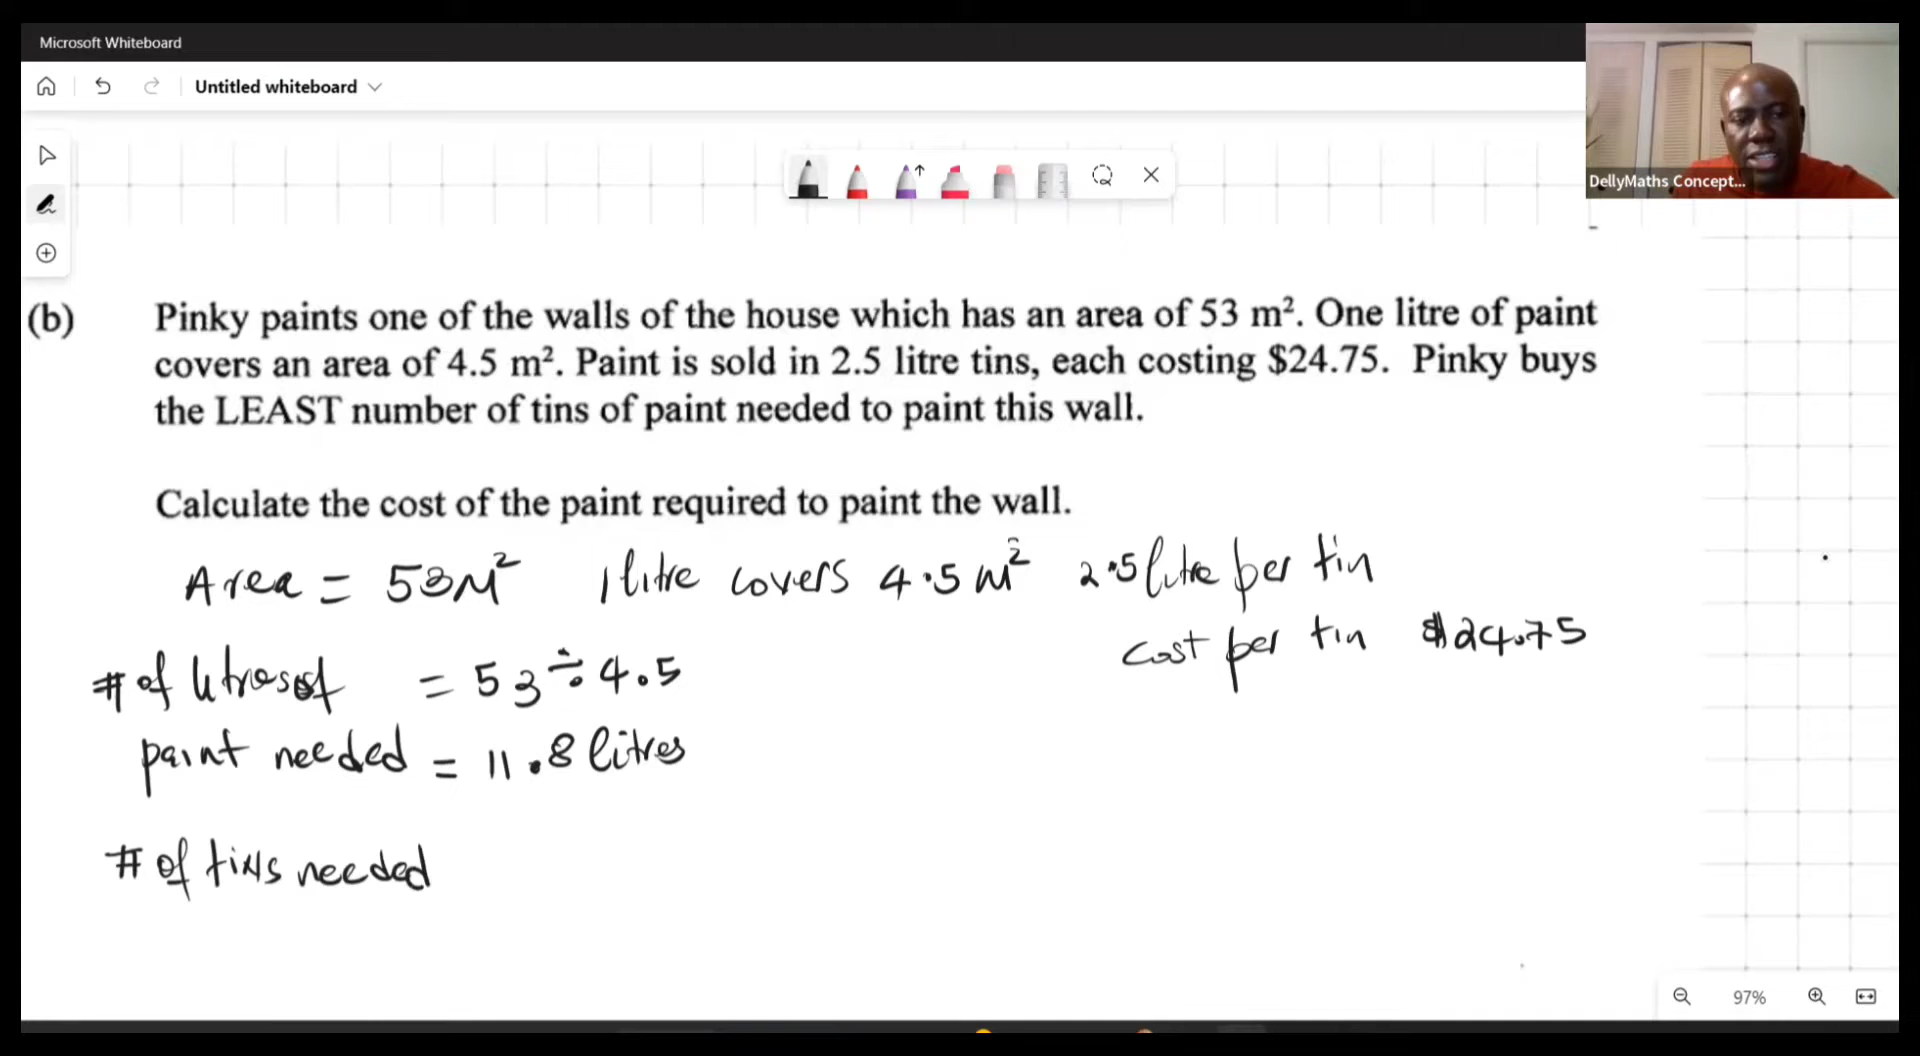 Microsoft Whiteboard
Untitled whiteboard
DellyMaths Concept...
(b) Pinky paints one of the walls of the house which has an area of 53 m². One litre of paint
covers an area of 4.5 m². Paint is sold in 2.5 litre tins, each costing $24.75. Pinky buys
the LEAST number of tins of paint needed to paint this wall.
Calculate the cost of the paint required to paint the wall.
Area = 53m² 1 litre covers 4.5 m² 2.5 litre per tin
cost per tin $24.75
# of litres of = 53 ÷ 4.5
paint needed = 11.8 litres
# of tins needed
97%